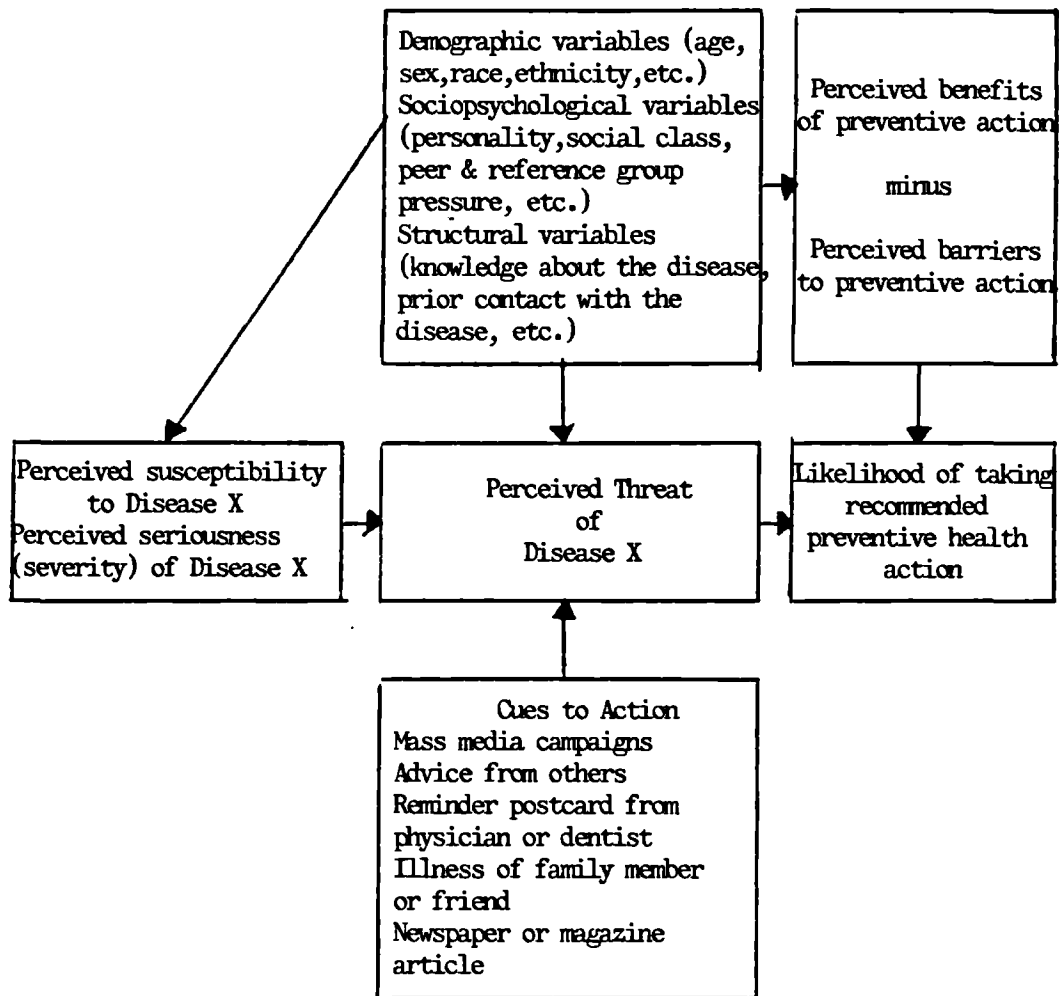 Demographic variables (age,
sex,race,ethnicity,etc.)
Sociopsychological variables
(personality,social class,
peer & reference group
pressure, etc.)
Structural variables
(knowledge about the disease,
prior contact with the
disease, etc.)
Perceived benefits
of preventive action
minus
Perceived barriers
to preventive action
Perceived susceptibility
to Disease X
Perceived seriousness
(severity) of Disease X
Perceived Threat
of
Disease X
Likelihood of taking
recommended
preventive health
action
Cues to Action
Mass media campaigns
Advice from others
Reminder postcard from
physician or dentist
Illness of family member
or friend
Newspaper or magazine
article